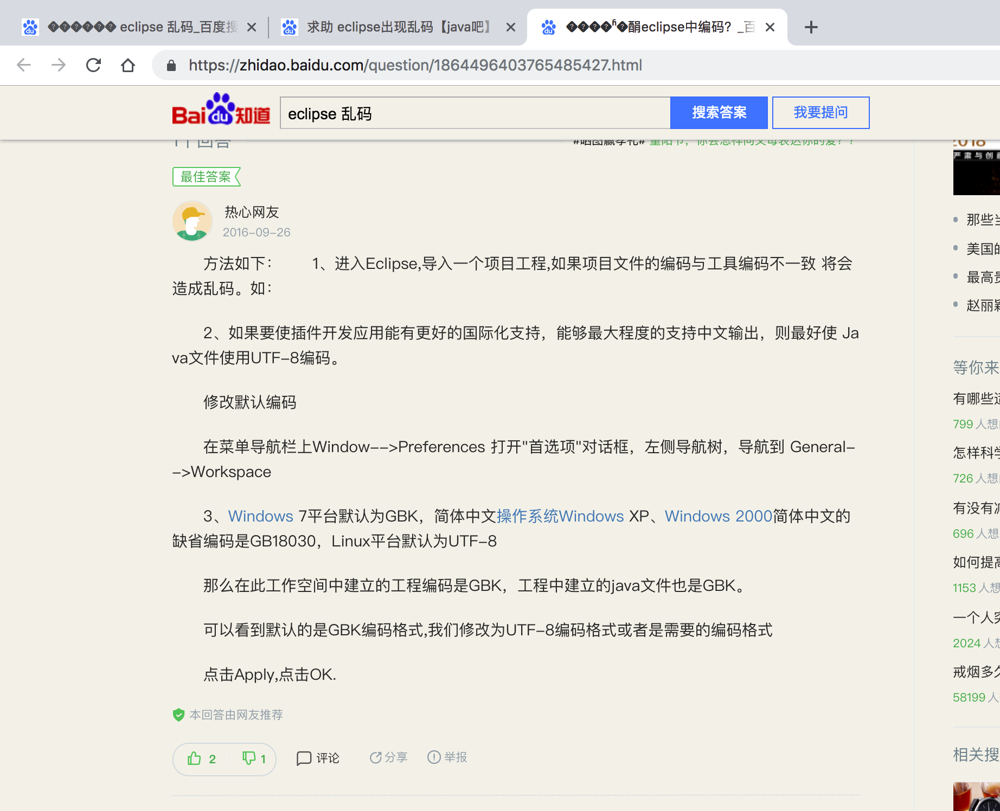 ������ eclipse 乱码_百度搜
求助 eclipse出现乱码【java吧】
eclipse中编码？_百
https://zhidao.baidu.com/question/1864496403765485427.html
Baidu知道
eclipse 乱码
搜索答案
我要提问
#晒图赢孝礼# 重阳节，你会怎样向父母表达你的爱？?
2018
最佳答案
热心网友
2016-09-26
方法如下： 1、进入Eclipse,导入一个项目工程,如果项目文件的编码与工具编码不一致 将会
造成乱码。如：
2、如果要使插件开发应用能有更好的国际化支持，能够最大程度的支持中文输出，则最好使 Ja
va文件使用UTF-8编码。
修改默认编码
在菜单导航栏上Window-->Preferences 打开"首选项"对话框，左侧导航树，导航到 General-
->Workspace
3、Windows 7平台默认为GBK，简体中文操作系统Windows XP、Windows 2000简体中文的
缺省编码是GB18030，Linux平台默认为UTF-8
那么在此工作空间中建立的工程编码是GBK，工程中建立的java文件也是GBK。
可以看到默认的是GBK编码格式,我们修改为UTF-8编码格式或者是需要的编码格式
点击Apply,点击OK.
本回答由网友推荐
2
1
评论
分享
举报
严肃与创
那些
美国的
最高
赵丽颖
等你来
有哪些
799 人想
怎样科学
726 人想
有没有
696 人想
如何提高
1153 人想
一个人
2024 人想
戒烟多久
58199 人
相关搜